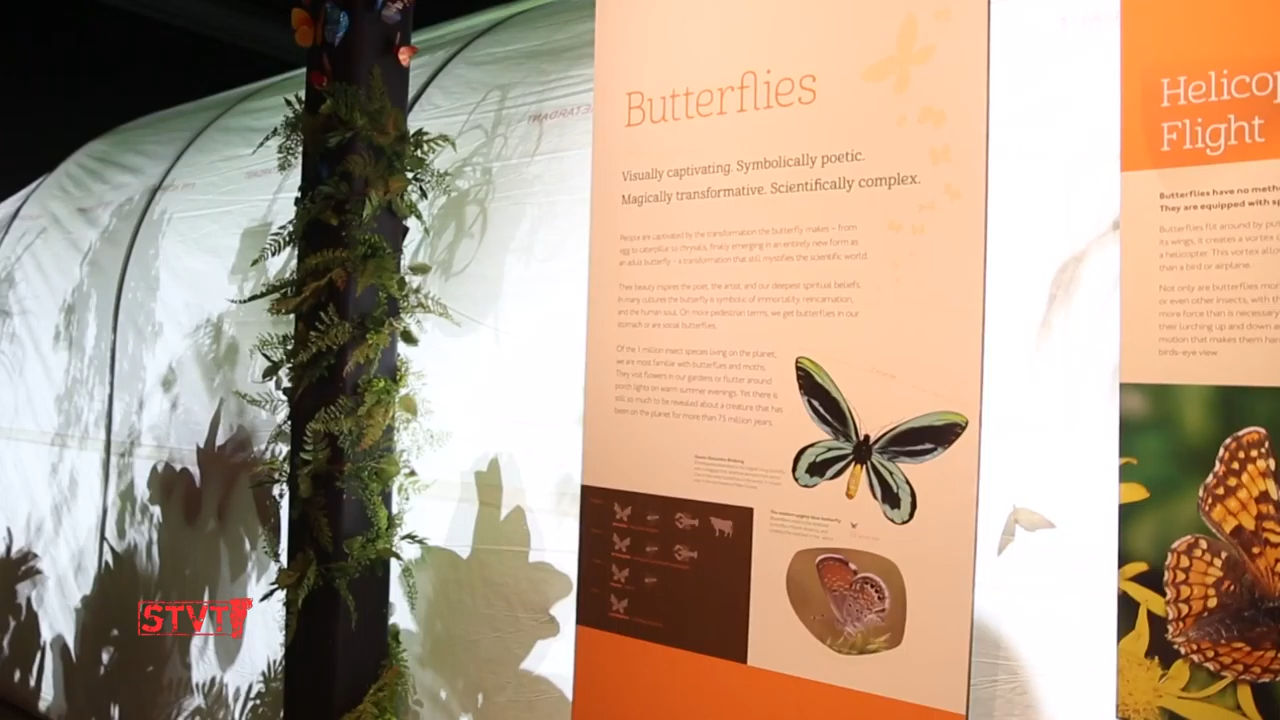 Butterflies
Visually captivating. Symbolically poetic.
Magically transformative. Scientifically complex.
People are captivated by the transformation the butterfly makes – from
egg to caterpillar to chrysalis, finally emerging in an entirely new form as
an adult butterfly – a transformation that still mystifies the scientific world.
Their beauty inspires the poet, the artist, and our deepest spiritual beliefs.
In many cultures the butterfly is symbolic of immortality, reincarnation,
and the human soul. On more pedestrian terms, we get butterflies in our
stomach or are social butterflies.
Of the 1 million insect species living on the planet,
we are most familiar with butterflies and moths.
They visit flowers in our gardens or flutter around
porch lights on warm summer evenings. Yet there is
still so much to be revealed about a creature that has
been on the planet for more than 75 million years.
Queen Alexandra Birdwing
The western pygmy blue butterfly
Helicop
Flight
Butterflies have no meth
They are equipped with sp
Butterflies flit around by pu
its wings, it creates a vortex
a helicopter. This vortex allo
than a bird or airplane.
Not only are butterflies mor
or even other insects, with t
more force than is necessary
their lurching up and down a
motion that makes them har
birds-eye view.
STVT